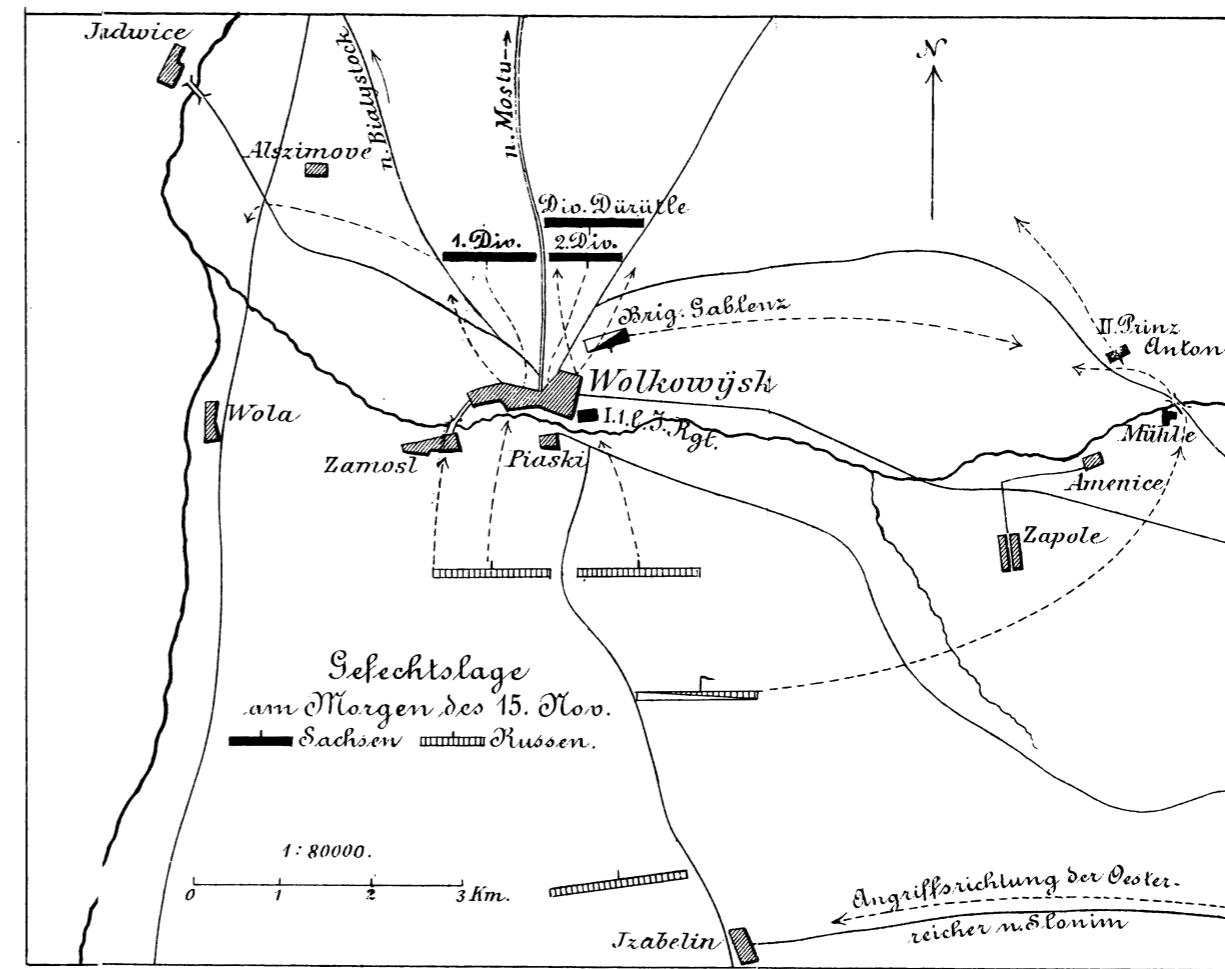 Jadwice
n. Bialystock
n. Mostu
N
Alszimove
Div. Dürütle
1. Div.
2. Div.
Brig. Gablenz
II. Prinz
Anton
Wolkowijsk
Wola
I. 1. l. J. Rgt.
Zamosl
Piaski
Mühle
Amenice
Zapole
Gefechtslage
am Morgen des 15. Nov.
Sachsen Russen.
1:80000.
0 1 2 3 Km.
Angriffsrichtung der Oester-
reicher n. Slonim
Izabelin